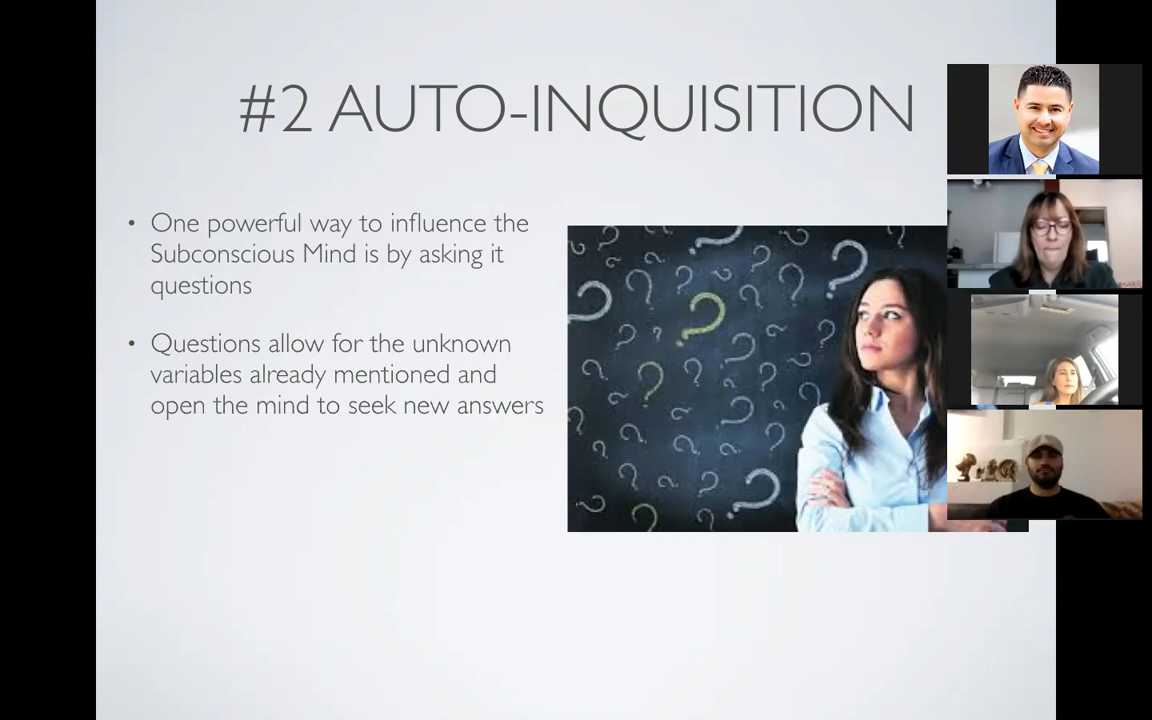 #2 AUTO-INQUISITION
• One powerful way to influence the
Subconscious Mind is by asking it
questions
• Questions allow for the unknown
variables already mentioned and
open the mind to seek new answers